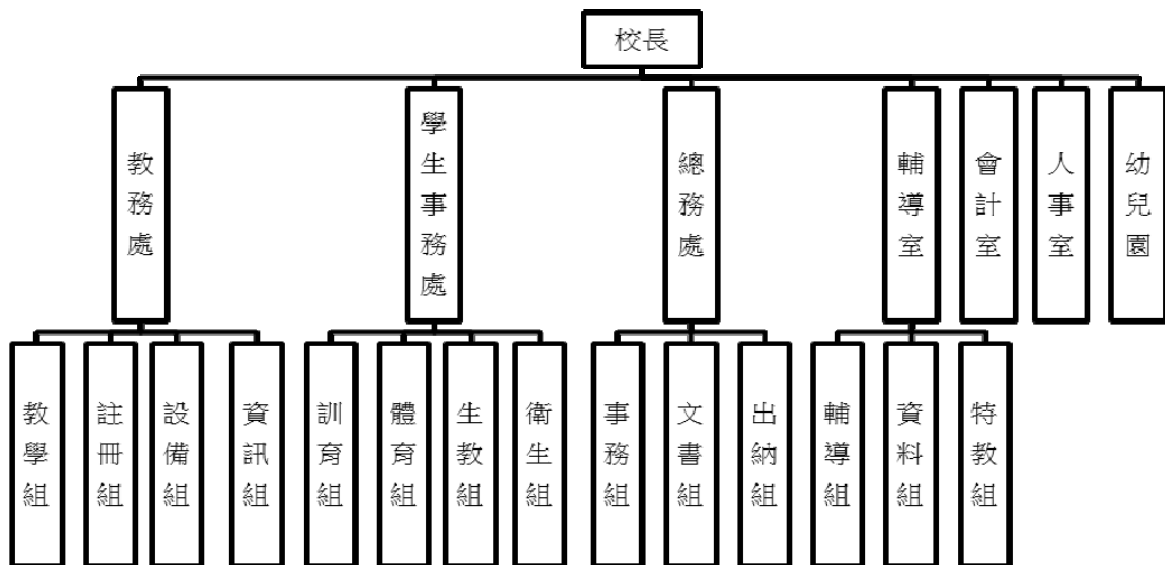 校長
教務處
學生事務處
總務處
輔導室
會計室
人事室
幼兒園
教學組
註冊組
設備組
資訊組
訓育組
體育組
生教組
衛生組
事務組
文書組
出納組
輔導組
資料組
特教組